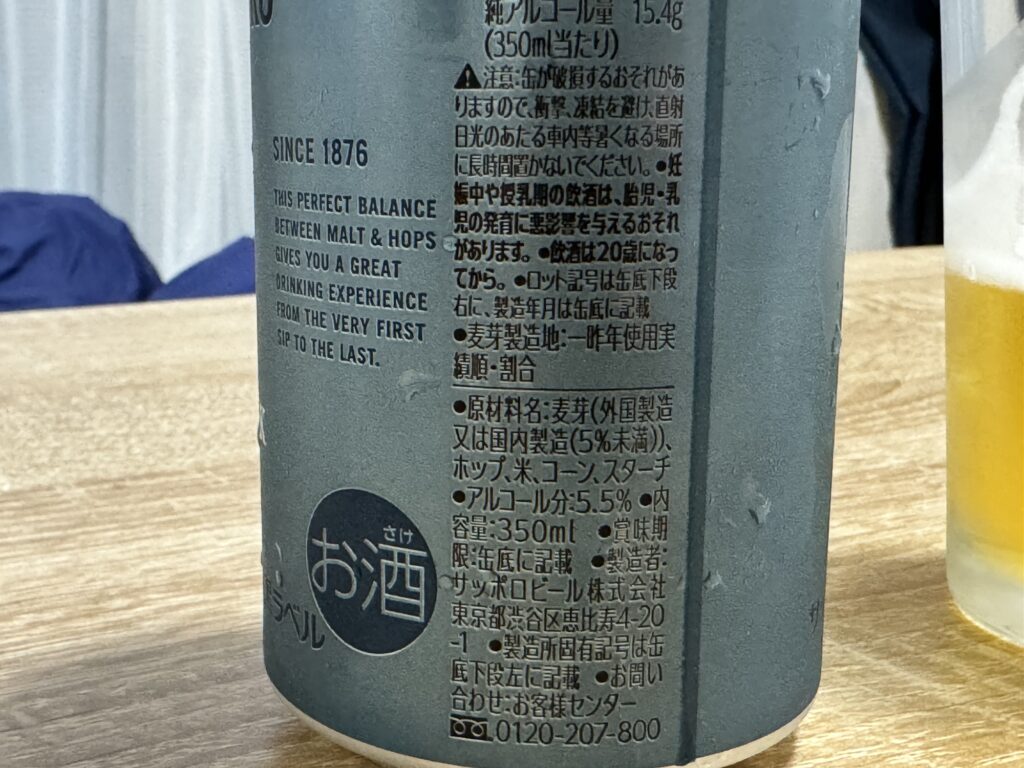 SINCE 1876
THIS PERFECT BALANCE
BETWEEN MALT & HOPS
GIVES YOU A GREAT
DRINKING EXPERIENCE
FROM THE VERY FIRST
SIP TO THE LAST.
さけ
お酒
ラベル
純アルコール量 15.4g
(350ml当たり)
⚠注意:缶が破損するおそれがあ
りますので、衝撃、凍結を避け、直射
日光のあたる車内等暑くなる場所
に長時間置かないでください。●妊
娠中や授乳期の飲酒は、胎児・乳
児の発育に悪影響を与えるおそれ
があります。●飲酒は20歳になっ
てから。●ロット記号は缶底下段
右に、製造年月は缶底に記載
●麦芽製造地:一昨年使用実
績順・割合
●原材料名:麦芽(外国製造
又は国内製造(5%未満))、
ホップ、米、コーン、スターチ
●アルコール分:5.5% ●内
容量:350ml ●賞味期
限:缶底に記載 ●製造者:
サッポロビール株式会社
東京都渋谷区恵比寿4-20
-1 ●製造所固有記号は缶
底下段左に記載 ●お問い
合わせ:お客様センター
0120-207-800